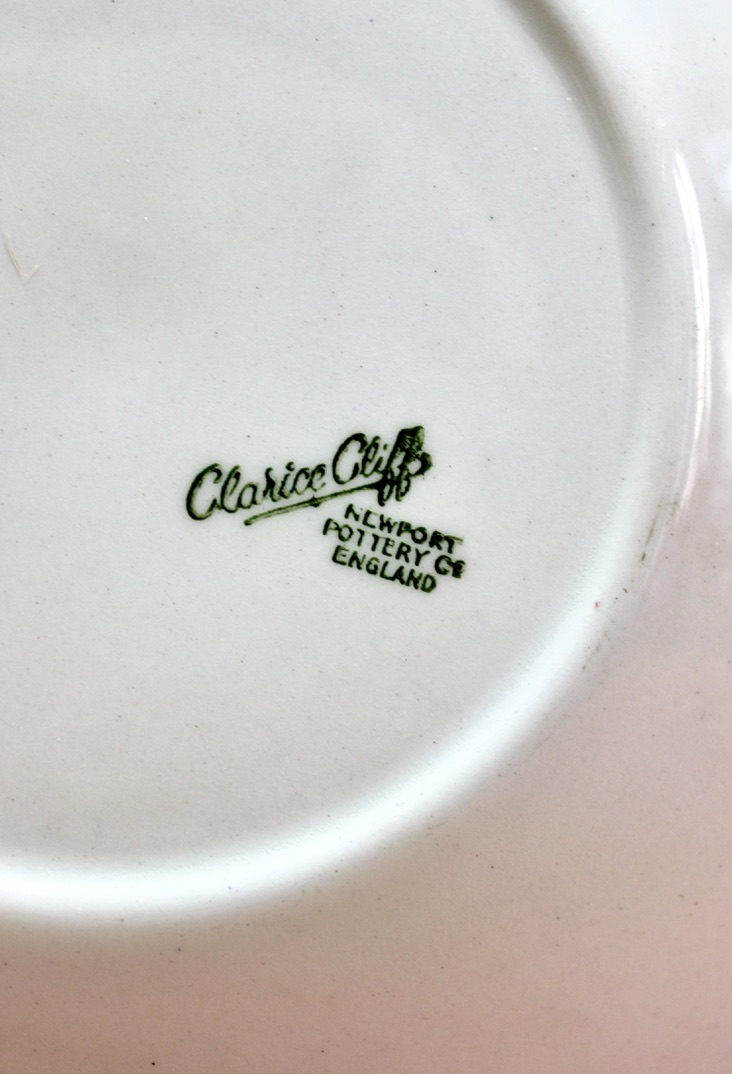 Clarice Cliff
NEWPORT
POTTERY Co
ENGLAND